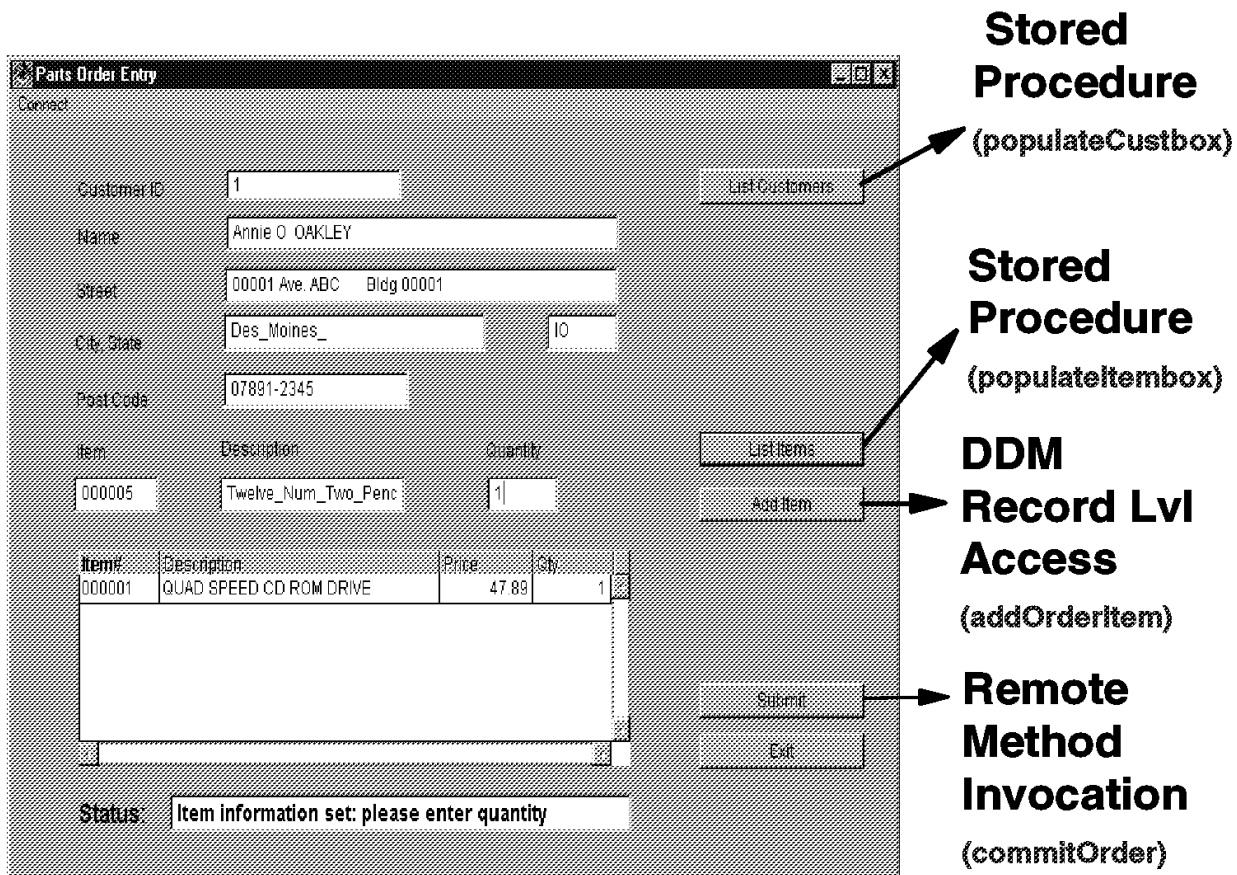 Stored
Procedure
(populateCustbox)
Parts Order Entry
Connect
Customer ID
1
List Customers
Name
Annie O OAKLEY
Street
00001 Ave. ABC Bldg 00001
City, State
Des_Moines_
IO
Post Code
07891-2345
Stored
Procedure
(populateItembox)
Item
Description
Quantity
List Items
000005
Twelve_Num_Two_Penc
1
Add Item
DDM
Record Lvl
Access
(addOrderItem)
Item# Description Price Qty
000001 QUAD SPEED CD ROM DRIVE 47.89 1
Submit
Exit
Remote
Method
Invocation
(commitOrder)
Status: Item information set: please enter quantity